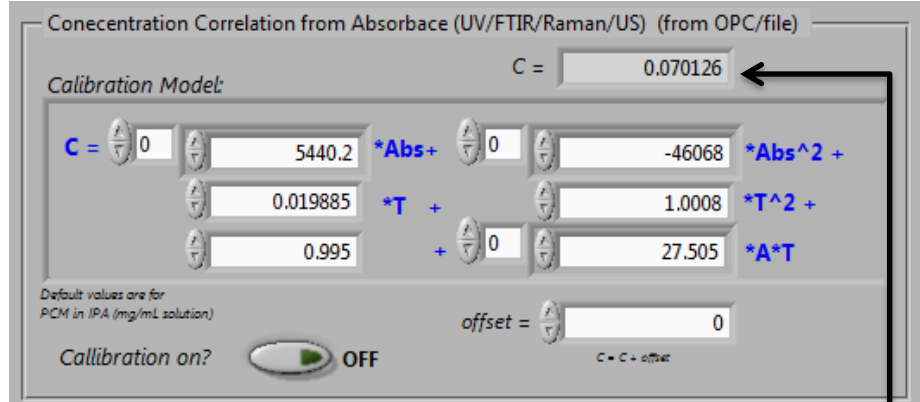 Conecentration Correlation from Absorbace (UV/FTIR/Raman/US) (from OPC/file)
C = 0.070126
Calibration Model:
C = 0 5440.2 *Abs+ 0 -46068 *Abs^2 +
0.019885 *T + 1.0008 *T^2 +
0.995 + 0 27.505 *A*T
Default values are for
PCM in IPA (mg/mL solution)
offset = 0
Callibration on? OFF
C = C + offset